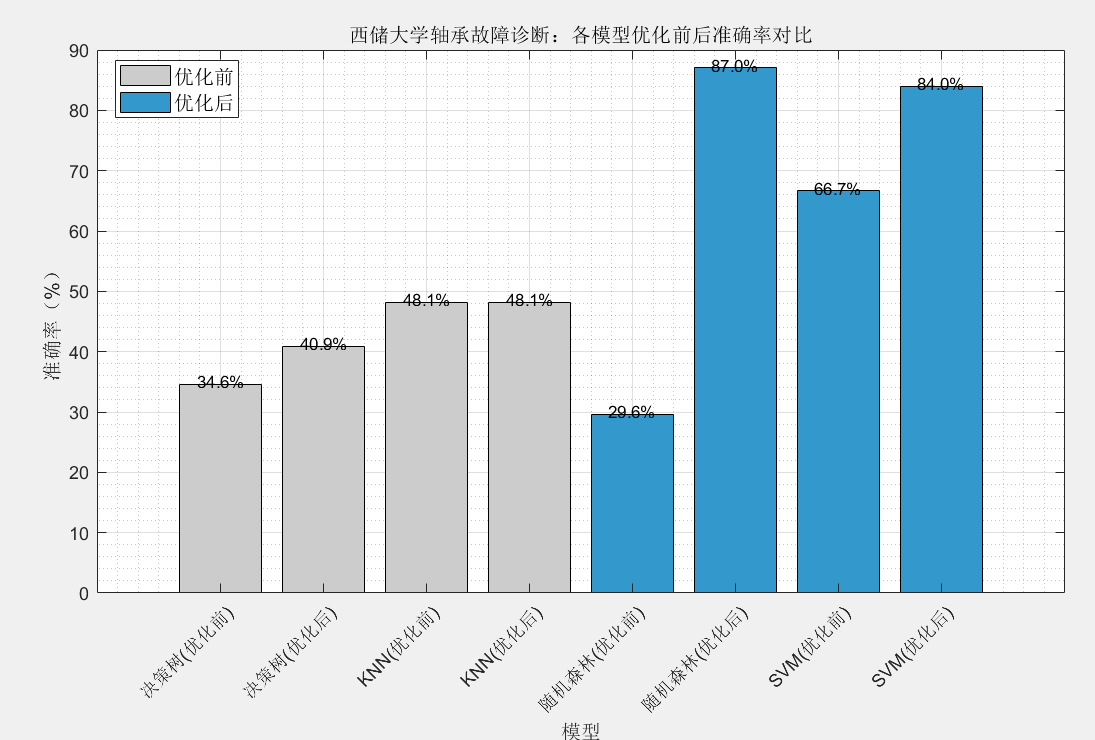 西储大学轴承故障诊断：各模型优化前后准确率对比
优化前
优化后
准确率（%）
90
80
70
60
50
40
30
20
10
0
34.6%
40.9%
48.1%
48.1%
29.6%
87.0%
66.7%
84.0%
决策树(优化前)
决策树(优化后)
KNN(优化前)
KNN(优化后)
随机森林(优化前)
随机森林(优化后)
SVM(优化前)
SVM(优化后)
模型